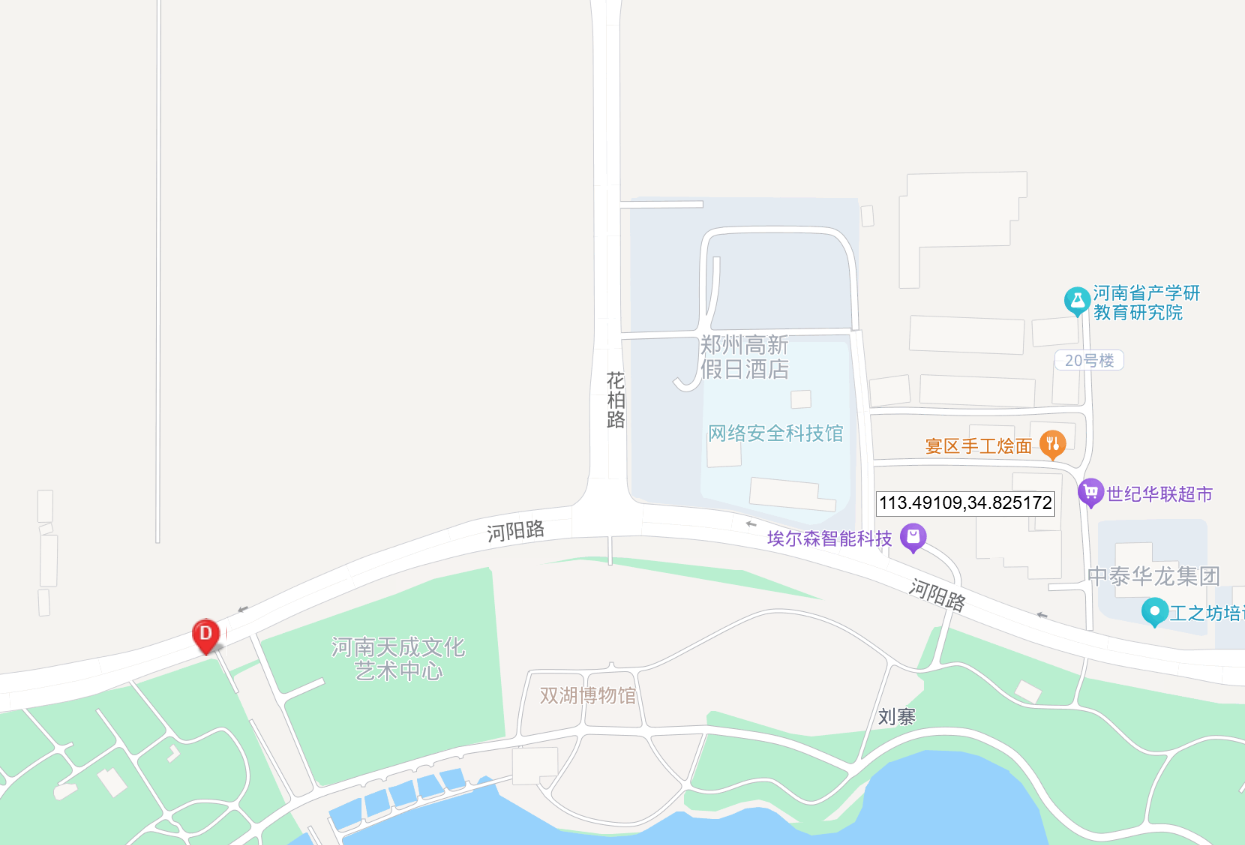 河南省产学研
教育研究院
20号楼
郑州高新
假日酒店
花柏路
网络安全科技馆
宴区手工烩面
世纪华联超市
113.49109,34.825172
河阳路
埃尔森智能科技
中泰华龙集团
河阳路
工之坊培
D
河南天成文化
艺术中心
双湖博物馆
刘寨